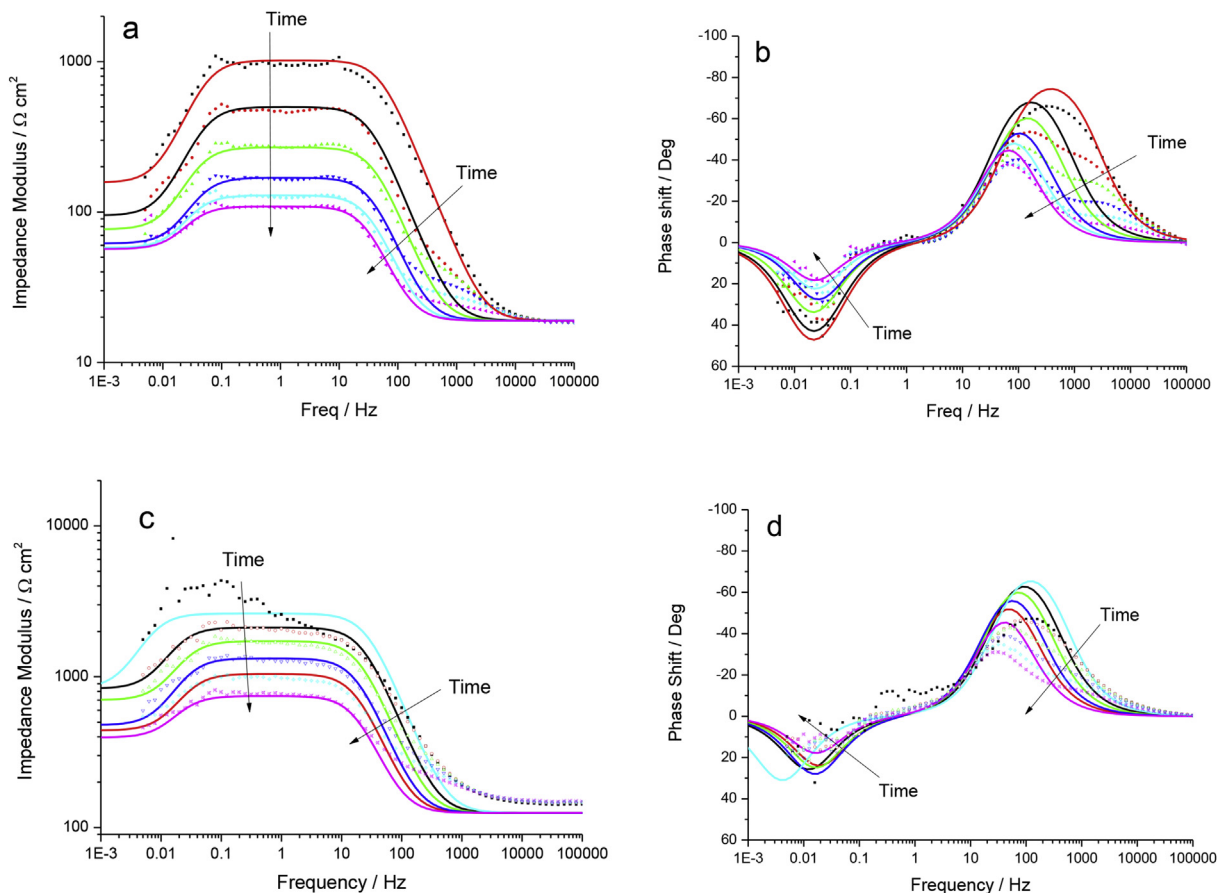 a
Time
Time
Impedance Modulus / Ω cm²
1000
100
10
1E-3 0.01 0.1 1 10 100 1000 10000 100000
Freq / Hz
b
Time
Time
Phase shift / Deg
-100
-80
-60
-40
-20
0
20
40
60
1E-3 0.01 0.1 1 10 100 1000 10000 100000
Freq / Hz
c
Time
Time
Impedance Modulus / Ω cm²
10000
1000
100
1E-3 0.01 0.1 1 10 100 1000 10000 100000
Frequency / Hz
d
Time
Time
Phase Shift / Deg
-100
-80
-60
-40
-20
0
20
40
60
1E-3 0.01 0.1 1 10 100 1000 10000 100000
Frequency / Hz